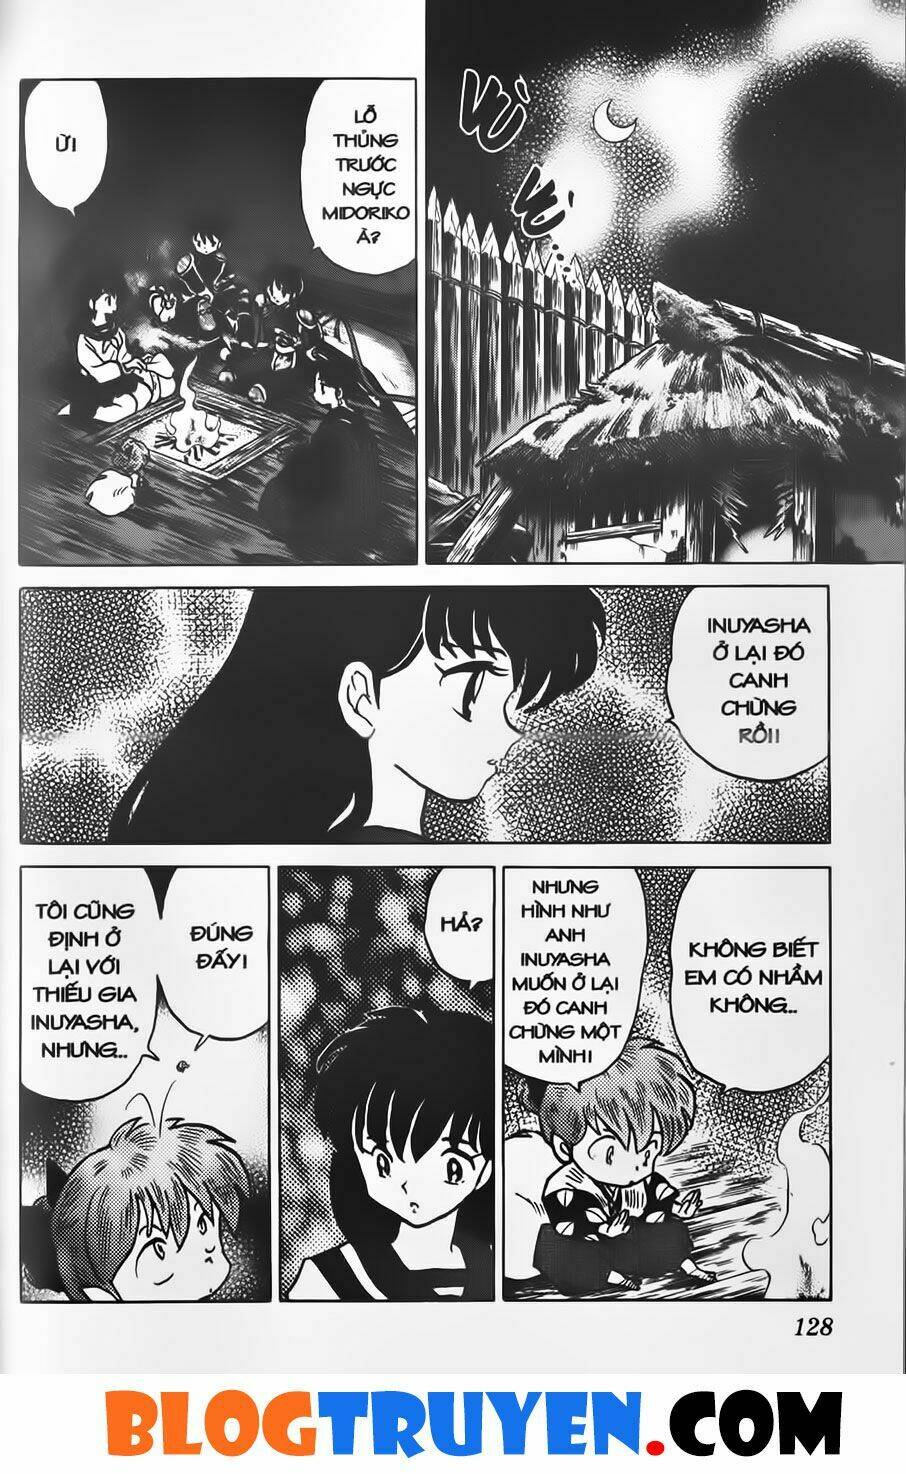 VÙ
VÙ
LỖ
THỦNG
TRƯỚC
NGỰC
MIDORIKO
À?
Ừ!
INUYASHA
Ở LẠI ĐÓ
CANH
CHỪNG
RỒI!
KHÔNG BIẾT
EM CÓ NHẦM
KHÔNG...
NHƯNG
HÌNH NHƯ
ANH
INUYASHA
MUỐN Ở LẠI
ĐÓ CANH
CHỪNG MỘT
MÌNH!
HẢ?
ĐÚNG
ĐẤY!
TÔI CŨNG
ĐỊNH Ở
LẠI VỚI
THIẾU GIA
INUYASHA,
NHƯNG...
128
BLOGTRUYEN.COM